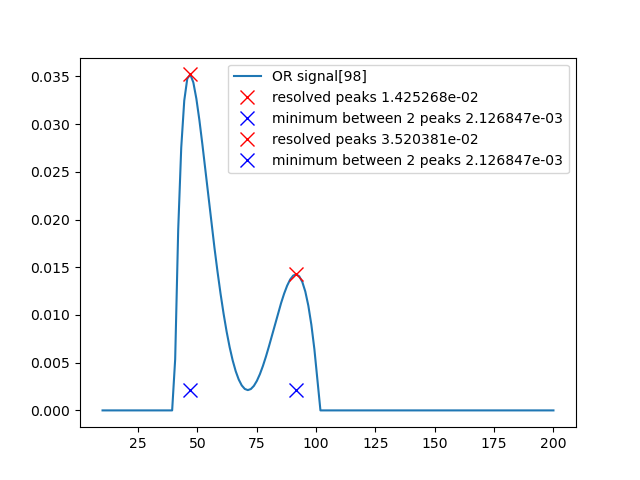 OR signal[98]
resolved peaks 1.425268e-02
minimum between 2 peaks 2.126847e-03
resolved peaks 3.520381e-02
minimum between 2 peaks 2.126847e-03
0.035
0.030
0.025
0.020
0.015
0.010
0.005
0.000
25 50 75 100 125 150 175 200